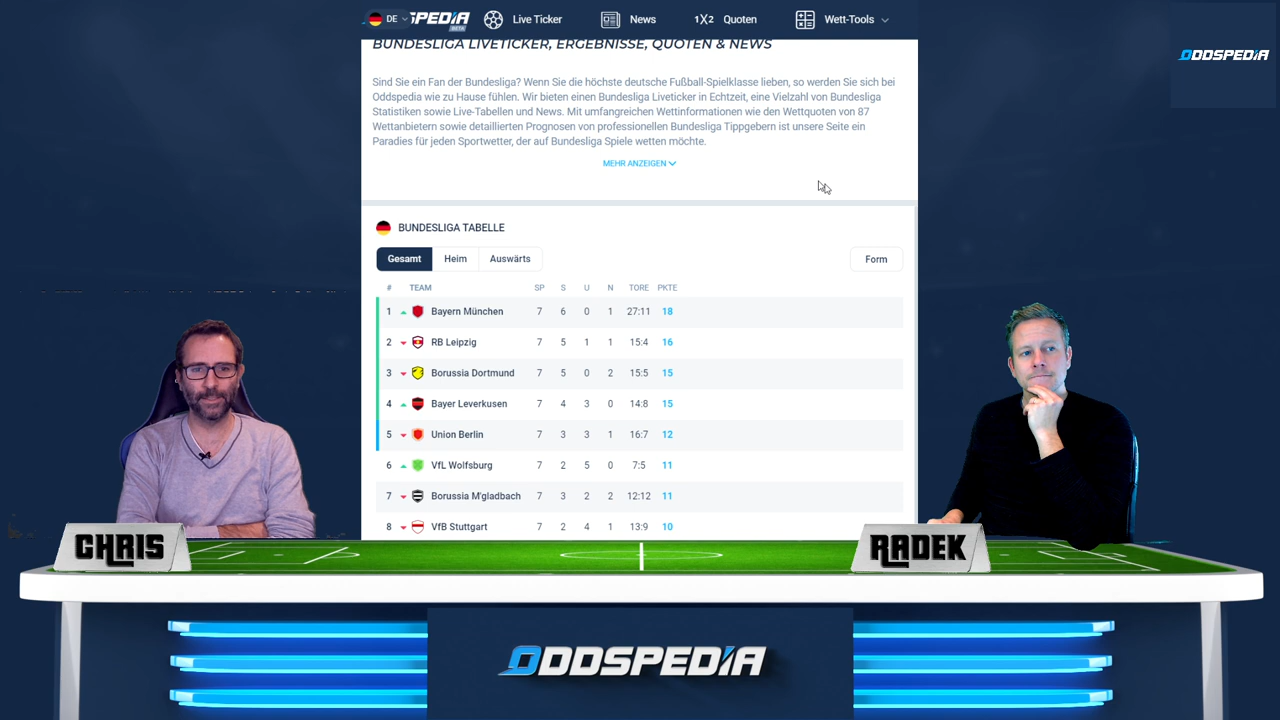 DE
SPEDIA
BETA
Live Ticker
News
1X2 Quoten
Wett-Tools
ODDSPEDIA
BUNDESLIGA LIVETICKER, ERGEBNISSE, QUOTEN & NEWS
Sind Sie ein Fan der Bundesliga? Wenn Sie die höchste deutsche Fußball-Spielklasse lieben, so werden Sie sich bei
Oddspedia wie zu Hause fühlen. Wir bieten einen Bundesliga Liveticker in Echtzeit, eine Vielzahl von Bundesliga
Statistiken sowie Live-Tabellen und News. Mit umfangreichen Wettinformationen wie den Wettquoten von 87
Wettanbietern sowie detaillierten Prognosen von professionellen Bundesliga Tippgebern ist unsere Seite ein
Paradies für jeden Sportwetter, der auf Bundesliga Spiele wetten möchte.
MEHR ANZEIGEN
BUNDESLIGA TABELLE
Gesamt Heim Auswärts Form
# TEAM SP S U N TORE PKTE
1 Bayern München 7 6 0 1 27:11 18
2 RB Leipzig 7 5 1 1 15:4 16
3 Borussia Dortmund 7 5 0 2 15:5 15
4 Bayer Leverkusen 7 4 3 0 14:8 15
5 Union Berlin 7 3 3 1 16:7 12
6 VfL Wolfsburg 7 2 5 0 7:5 11
7 Borussia M'gladbach 7 3 2 2 12:12 11
8 VfB Stuttgart 7 2 4 1 13:9 10
CHRIS
RADEK
ODDSPEDIA